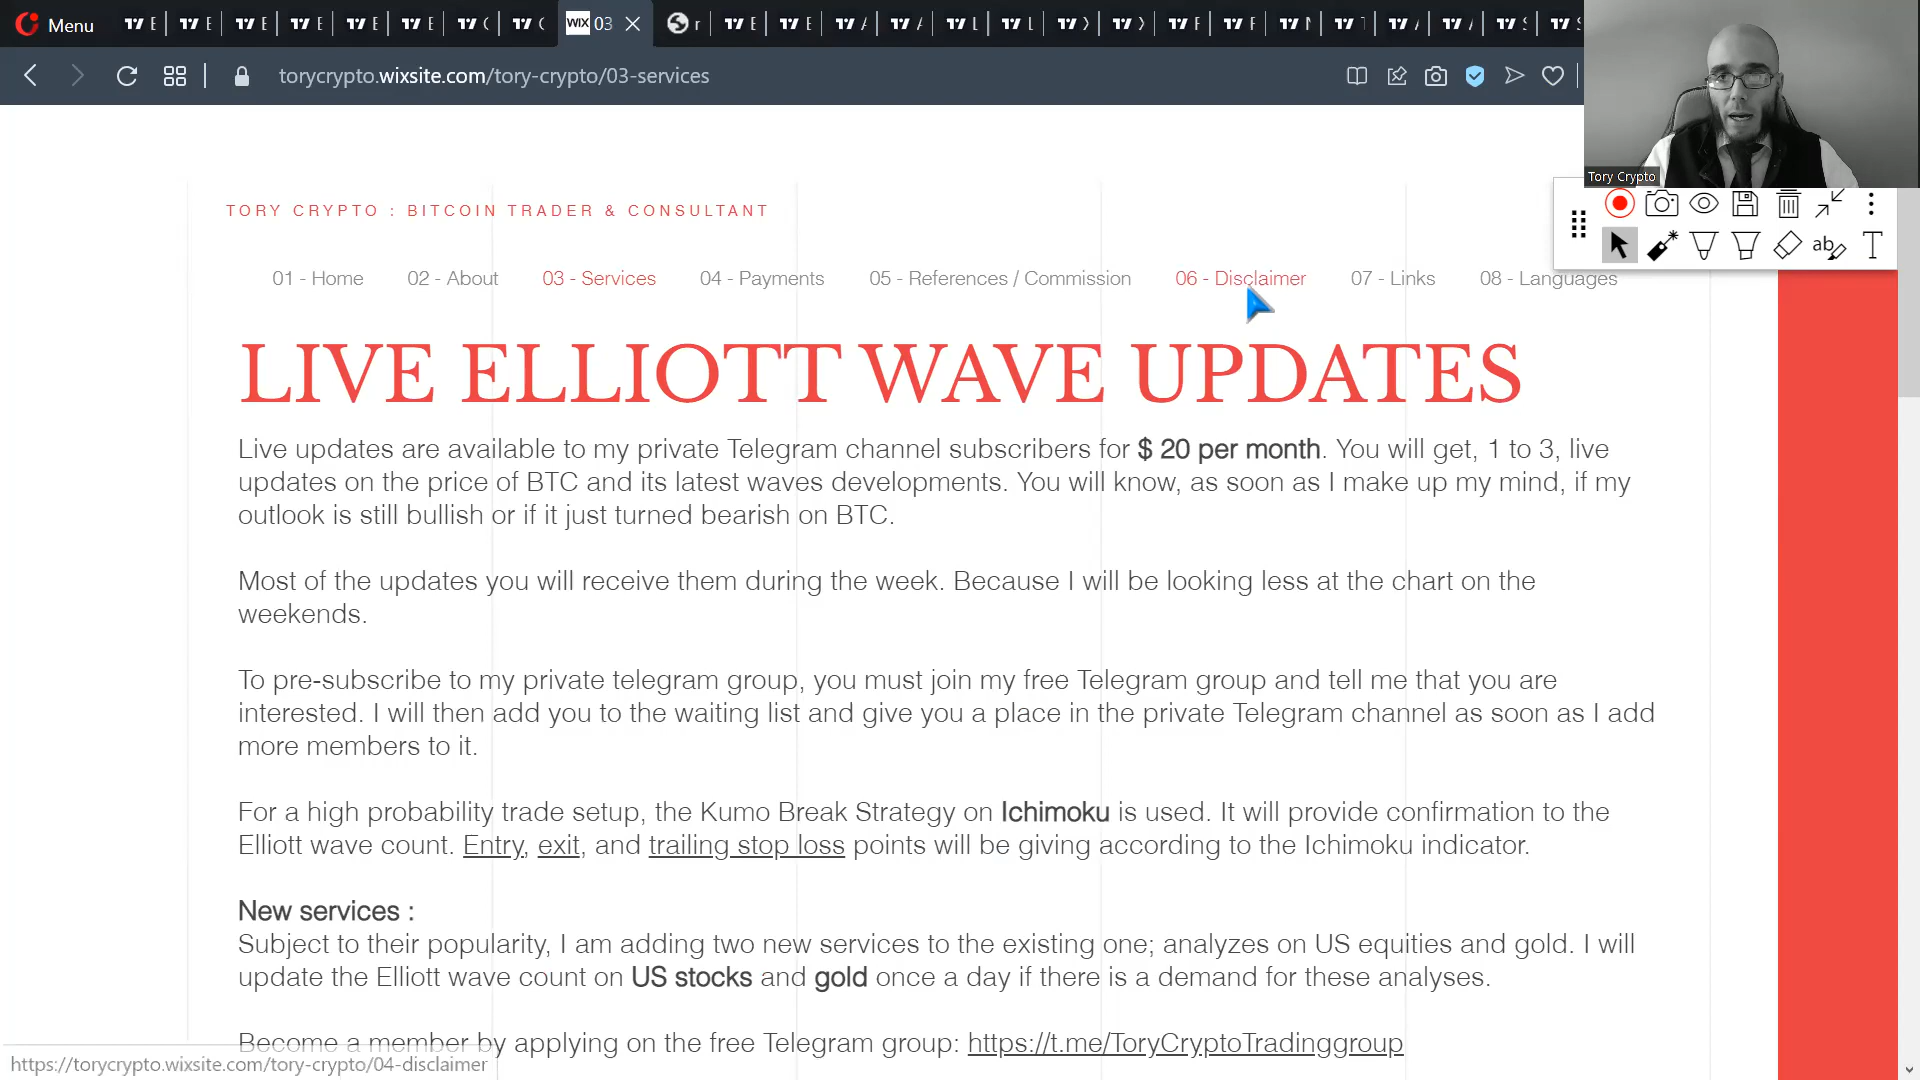 Menu
WIX 03
torycrypto.wixsite.com/tory-crypto/03-services
Tory Crypto
TORY CRYPTO : BITCOIN TRADER & CONSULTANT
01 - Home 02 - About 03 - Services 04 - Payments 05 - References / Commission 06 - Disclaimer 07 - Links 08 - Languages
LIVE ELLIOTT WAVE UPDATES
Live updates are available to my private Telegram channel subscribers for $ 20 per month. You will get, 1 to 3, live
updates on the price of BTC and its latest waves developments. You will know, as soon as I make up my mind, if my
outlook is still bullish or if it just turned bearish on BTC.
Most of the updates you will receive them during the week. Because I will be looking less at the chart on the
weekends.
To pre-subscribe to my private telegram group, you must join my free Telegram group and tell me that you are
interested. I will then add you to the waiting list and give you a place in the private Telegram channel as soon as I add
more members to it.
For a high probability trade setup, the Kumo Break Strategy on Ichimoku is used. It will provide confirmation to the
Elliott wave count. Entry, exit, and trailing stop loss points will be giving according to the Ichimoku indicator.
New services :
Subject to their popularity, I am adding two new services to the existing one; analyzes on US equities and gold. I will
update the Elliott wave count on US stocks and gold once a day if there is a demand for these analyses.
Become a member by applying on the free Telegram group: https://t.me/ToryCryptoTradinggroup
https://torycrypto.wixsite.com/tory-crypto/04-disclaimer